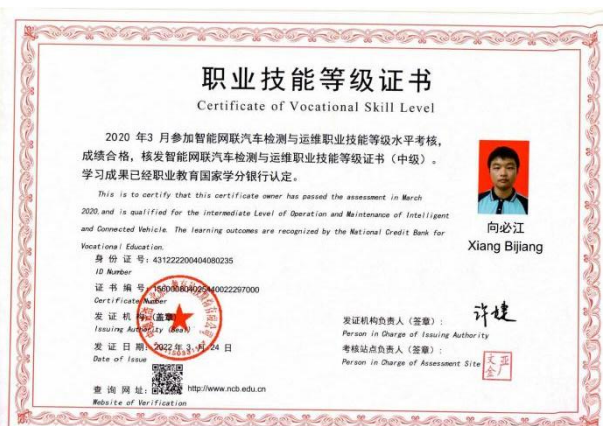 职业技能等级证书
Certificate of Vocational Skill Level
2020 年3 月参加智能网联汽车检测与运维职业技能等级水平考核，
成绩合格，核发智能网联汽车检测与运维职业技能等级证书（中级）。
学习成果已经职业教育国家学分银行认定。
This is to certify that this certificate owner has passed the assessment in March
2020,and is qualified for the intermediate Level of Operation and Maintenance of Intelligent
and Connected Vehicle. The learning outcomes are recognized by the National Credit Bank for
Vocational Education.
向必江
Xiang Bijiang
身 份 证 号：431222200404080235
ID Number
证 书 编 号：
Certificate Number
发 证 机 构（盖章）
Issuing Authority (Seal)
发 证 日 期：2022年 3 月 24 日
Date of Issue
查 询 网 址： http://www.ncb.edu.cn
Website of Verification
发证机构负责人（签章）：
Person in Charge of Issuing Authority
考核站点负责人（签章）：
Person in Charge of Assessment Site